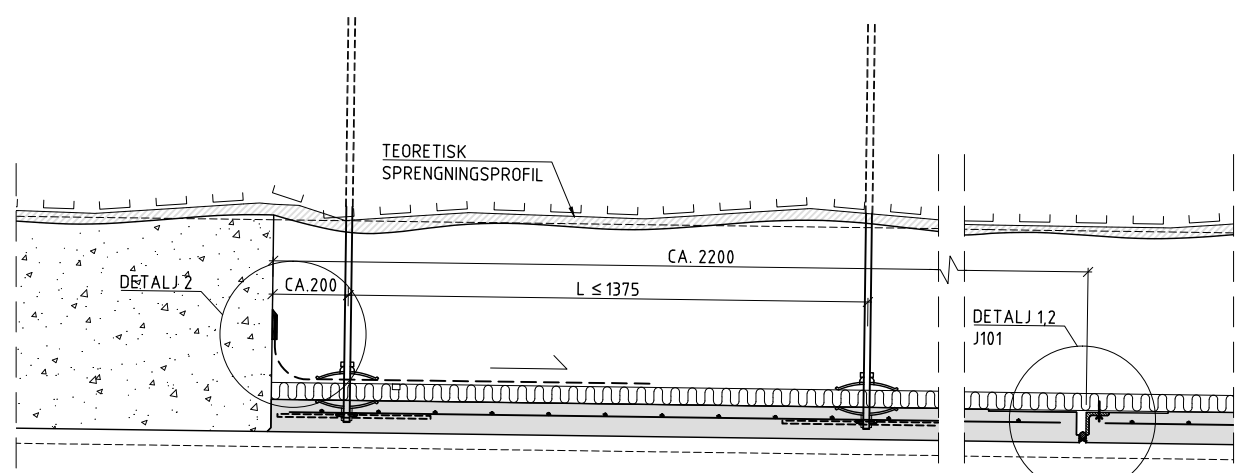 TEORETISK
SPRENGNINGSPROFIL
CA. 2200
DETALJ 2
CA.200
L ≤ 1375
DETALJ 1,2
J101